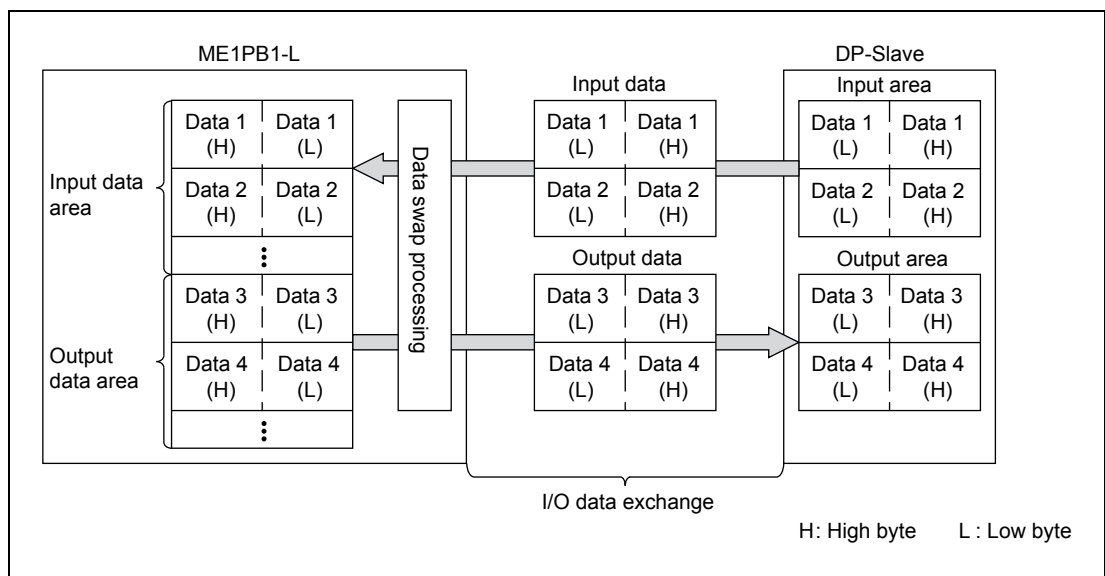 ME1PB1-L
DP-Slave
Input data area
Data 1 (H) Data 1 (L)
Data 2 (H) Data 2 (L)
⋮
Output data area
Data 3 (H) Data 3 (L)
Data 4 (H) Data 4 (L)
⋮
Data swap processing
Input data
Data 1 (L) Data 1 (H)
Data 2 (L) Data 2 (H)
Output data
Data 3 (L) Data 3 (H)
Data 4 (L) Data 4 (H)
Input area
Data 1 (L) Data 1 (H)
Data 2 (L) Data 2 (H)
Output area
Data 3 (L) Data 3 (H)
Data 4 (L) Data 4 (H)
I/O data exchange
H: High byte L : Low byte